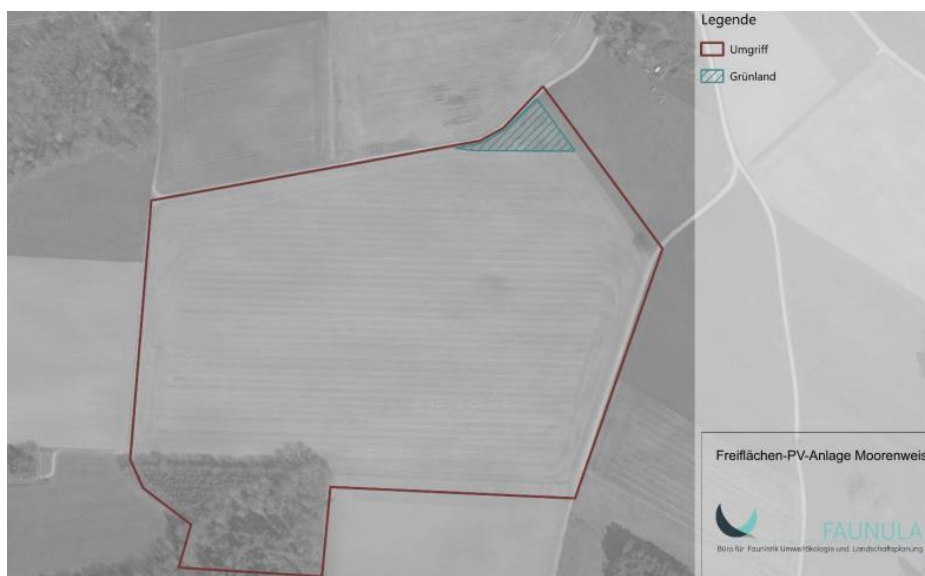 Legende
Umgriff
Grünland
Freiflächen-PV-Anlage Moorenweis
FAUNULA
Büro für Faunistik Umweltökologie und Landschaftsplanung